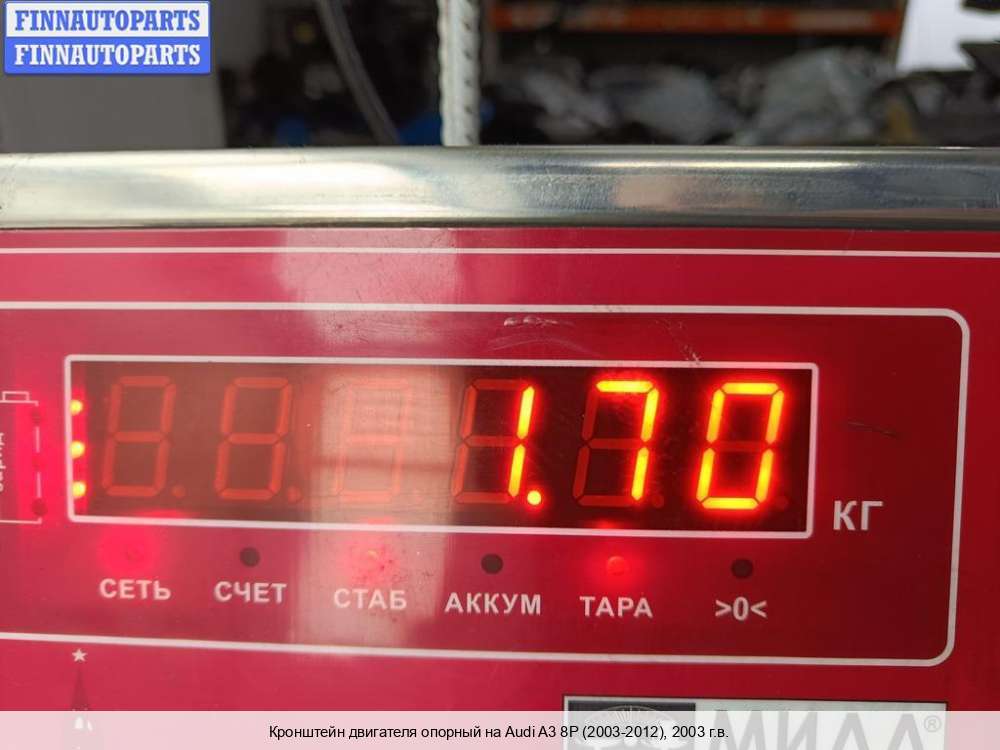 FINNAUTOPARTS
FINNAUTOPARTS
1.70
КГ
СЕТЬ СЧЕТ СТАБ АККУМ ТАРА >0<
®
Кронштейн двигателя опорный на Audi A3 8P (2003-2012), 2003 г.в.